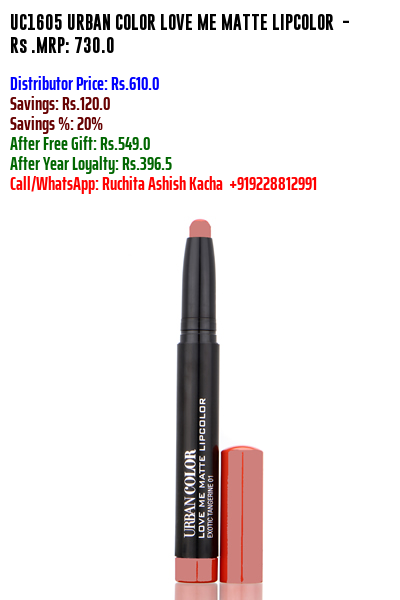 UC1605 URBAN COLOR LOVE ME MATTE LIPCOLOR -
Rs .MRP: 730.0
Distributor Price: Rs.610.0
Savings: Rs.120.0
Savings %: 20%
After Free Gift: Rs.549.0
After Year Loyalty: Rs.396.5
Call/WhatsApp: Ruchita Ashish Kacha +919228812991
URBAN COLOR
LOVE ME MATTE LIPCOLOR
EXOTIC TANGERINE 01